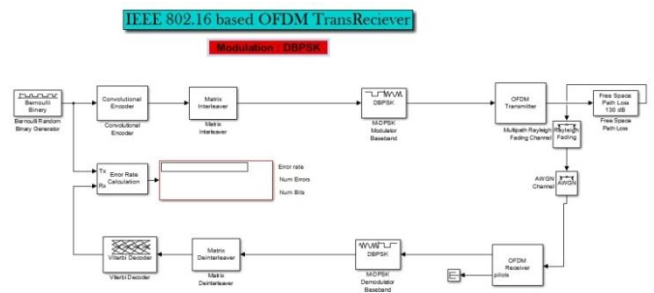 IEEE 802.16 based OFDM TransReciever
Modulation : DBPSK
Bernoulli
Binary
Bernoulli Random
Binary Generator
Convolutional
Encoder
Convolutional
Encoder
Matrix
Interleaver
Matrix
Interleaver
DBPSK
M-DPSK
Modulator
Baseband
OFDM
Transmitter
Free Space
Path Loss
130 dB
Free Space
Path Loss
Multipath Rayleigh
Fading Channel
Rayleigh
Fading
AWGN
Channel
AWGN
Tx
Rx
Error Rate
Calculation
Error rate
Num Errors
Num Bits
Viterbi Decoder
Viterbi Decoder
Matrix
Deinterleaver
Matrix
Deinterleaver
DBPSK
M-DPSK
Demodulator
Baseband
OFDM
Receiver
pilots